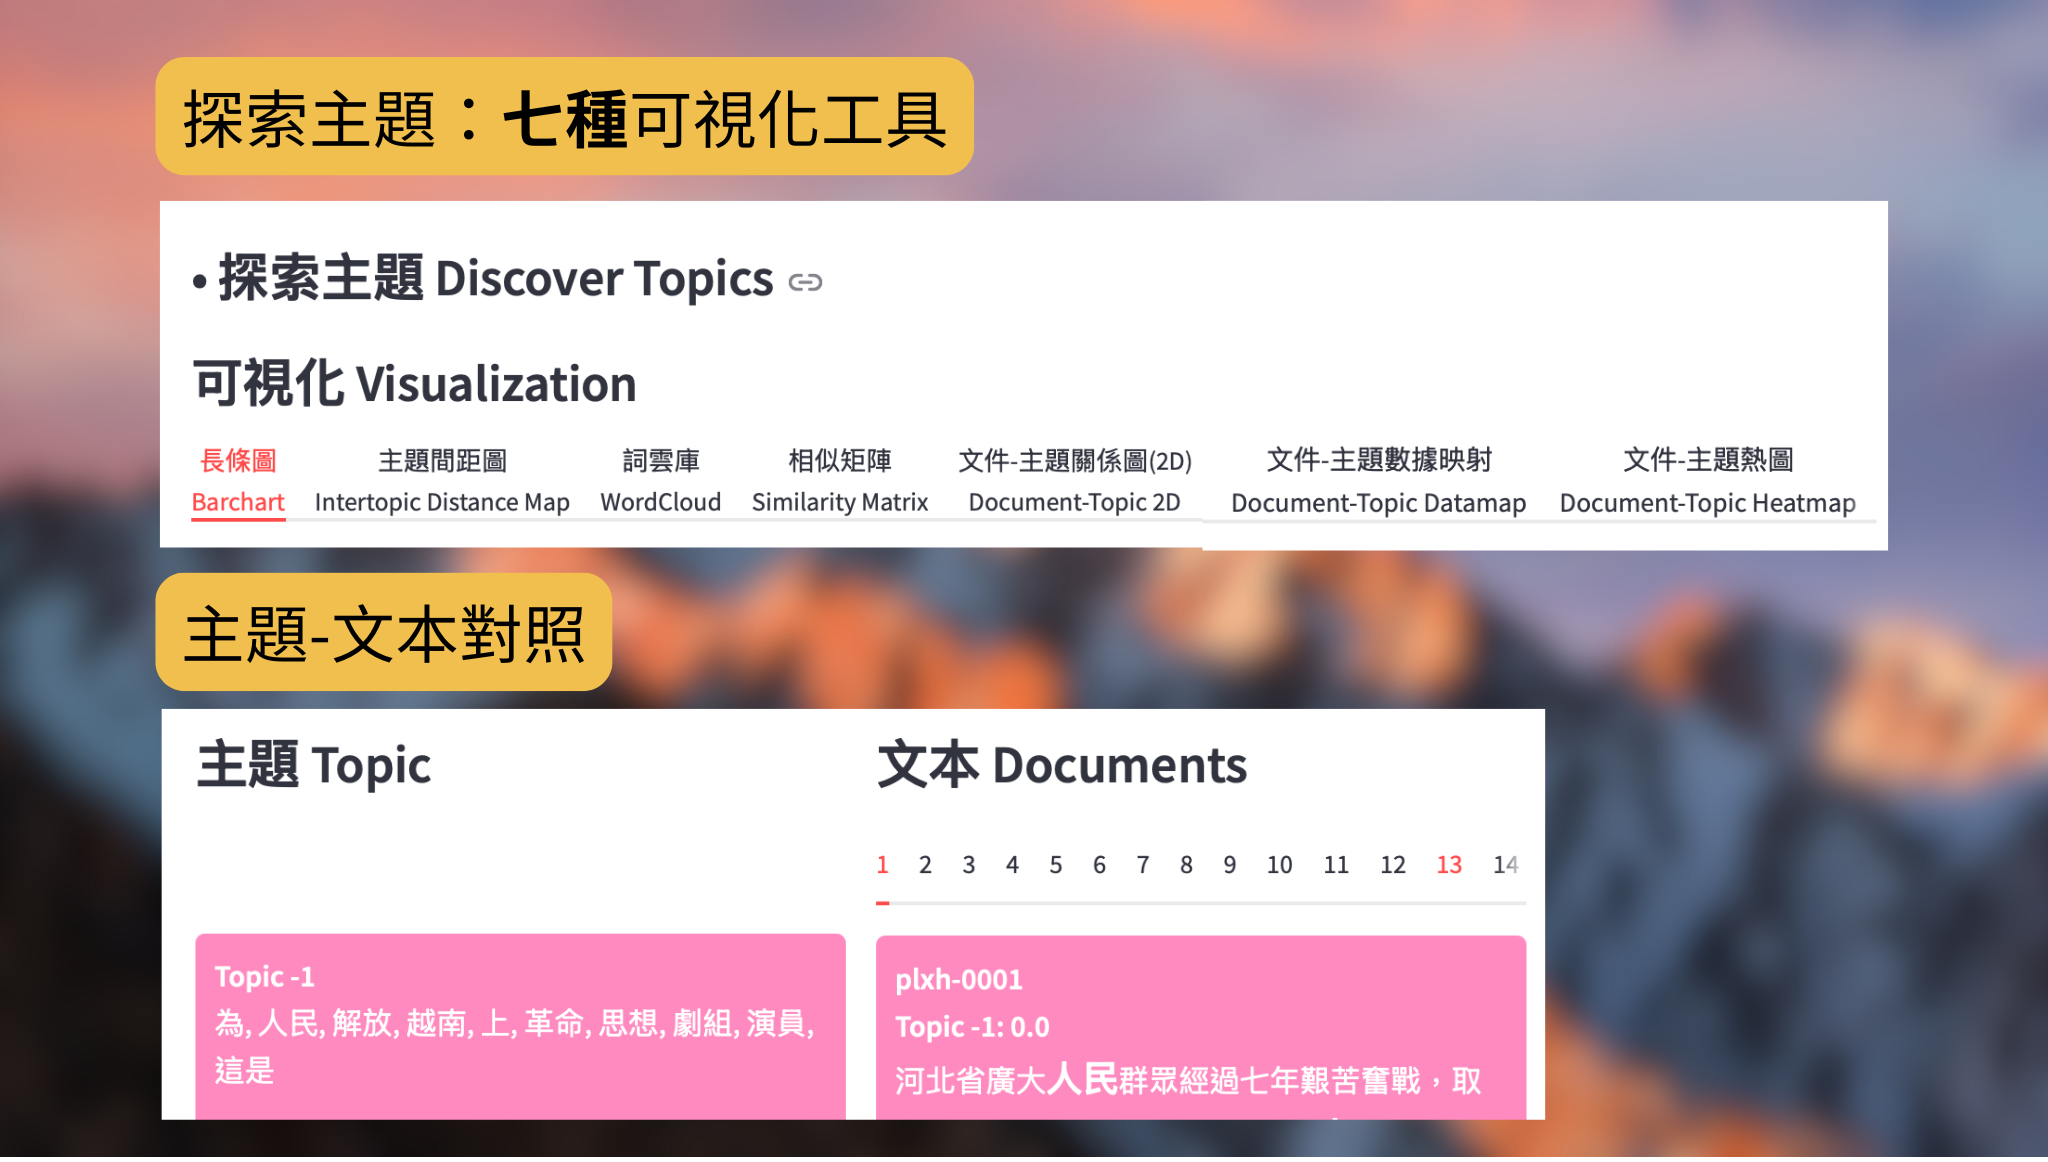 探索主題：七種可視化工具
• 探索主題 Discover Topics
可視化 Visualization
長條圖 主題間距圖 詞雲庫 相似矩陣 文件-主題關係圖(2D) 文件-主題數據映射 文件-主題熱圖
Barchart Intertopic Distance Map WordCloud Similarity Matrix Document-Topic 2D Document-Topic Datamap Document-Topic Heatmap
主題-文本對照
主題 Topic
文本 Documents
1 2 3 4 5 6 7 8 9 10 11 12 13 14
Topic -1
為, 人民, 解放, 越南, 上, 革命, 思想, 劇組, 演員,
這是
plxh-0001
Topic -1: 0.0
河北省廣大人民群眾經過七年艱苦奮戰，取